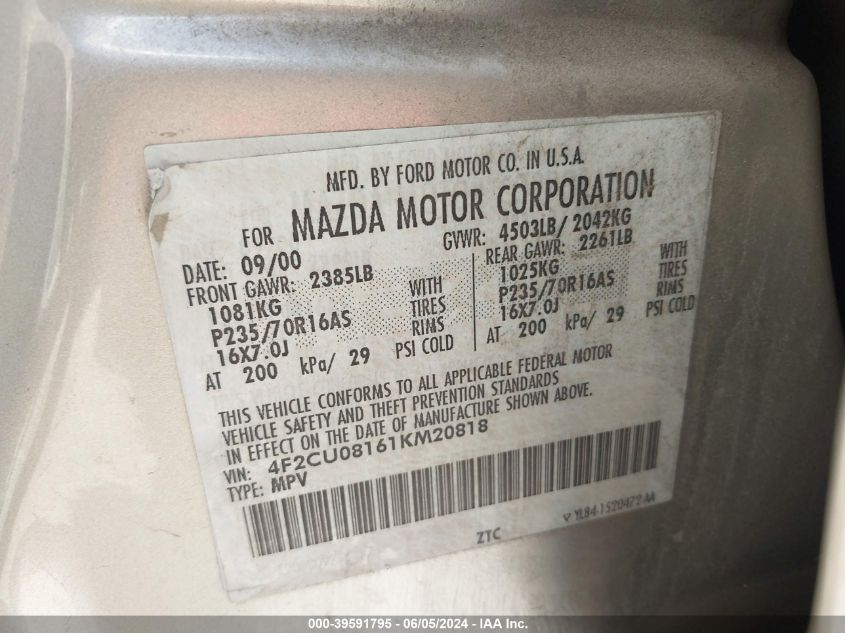 MFD. BY FORD MOTOR CO. IN U.S.A.
FOR MAZDA MOTOR CORPORATION
DATE: 09/00 GVWR: 4503LB/ 2042KG
FRONT GAWR: 2385LB REAR GAWR: 2261LB
1081KG WITH 1025KG WITH
P235/70R16AS TIRES P235/70R16AS TIRES
16X7.0J RIMS 16X7.0J RIMS
AT 200 kPa/ 29 PSI COLD AT 200 kPa/ 29 PSI COLD
THIS VEHICLE CONFORMS TO ALL APPLICABLE FEDERAL MOTOR
VEHICLE SAFETY AND THEFT PREVENTION STANDARDS
IN EFFECT ON THE DATE OF MANUFACTURE SHOWN ABOVE.
VIN: 4F2CU08161KM20818
TYPE: MPV
ZTC YL84-1520472-AA
000-39591795 - 06/05/2024 - IAA Inc.